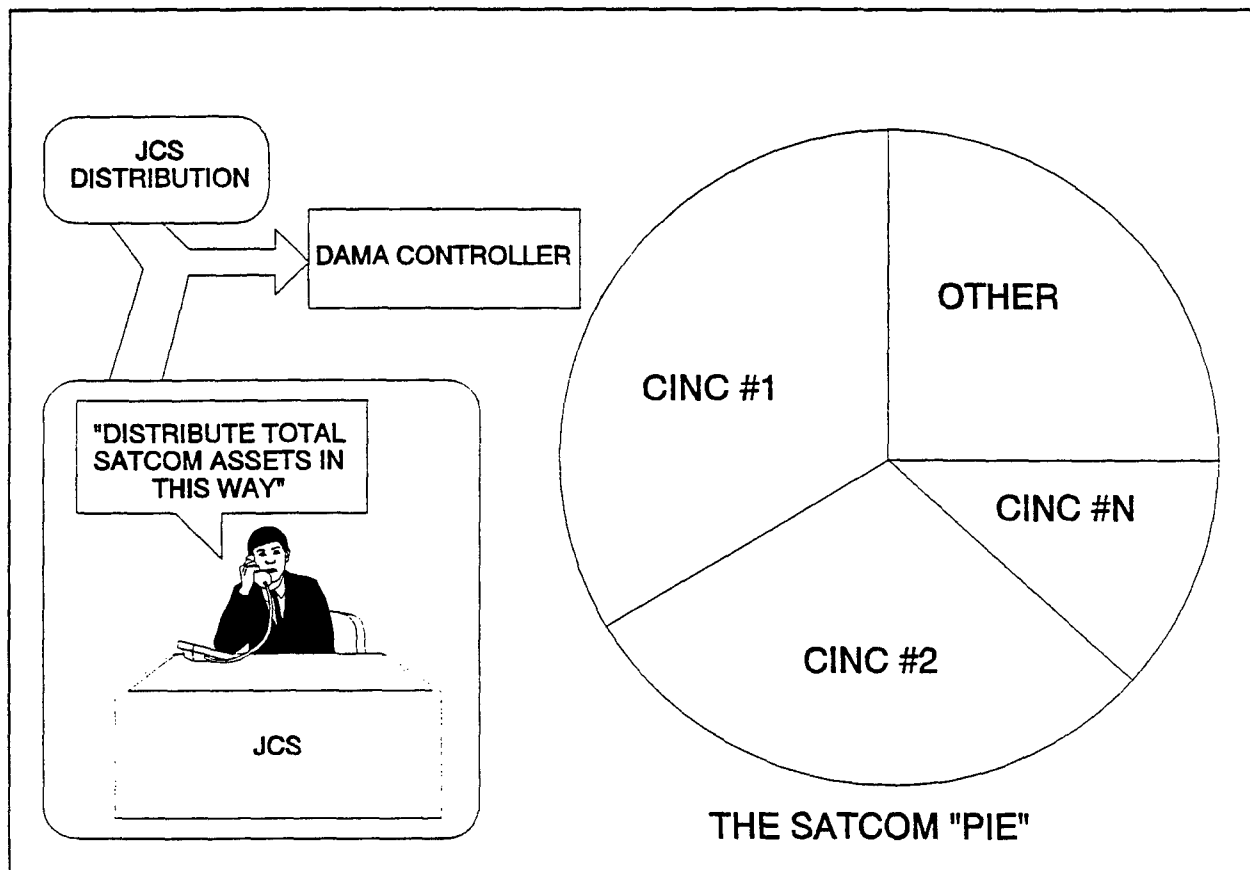 JCS
DISTRIBUTION
DAMA CONTROLLER
"DISTRIBUTE TOTAL
SATCOM ASSETS IN
THIS WAY"
JCS
OTHER
CINC #1
CINC #N
CINC #2
THE SATCOM "PIE"